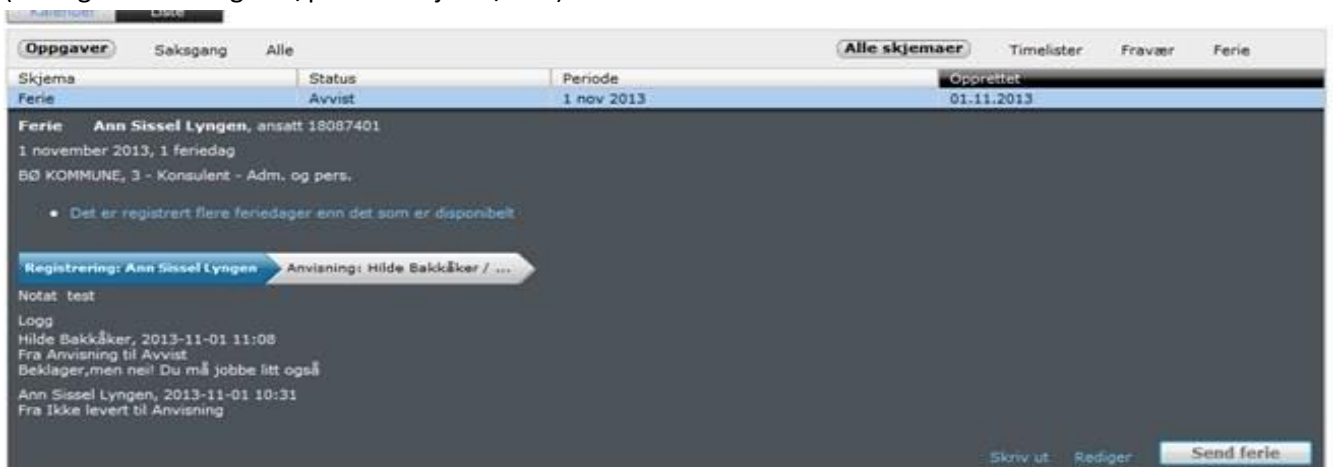 Kalender Liste
Oppgaver Saksgang Alle Alle skjemaer Timelister Fravær Ferie
Skjema Status Periode Opprettet
Ferie Avvist 1 nov 2013 01.11.2013
Ferie Ann Sissel Lyngen, ansatt 18087401
1 november 2013, 1 feriedag
BØ KOMMUNE, 3 - Konsulent - Adm. og pers.
• Det er registrert flere feriedager enn det som er disponibelt
Registrering: Ann Sissel Lyngen Anvisning: Hilde Bakkåker / ...
Notat test
Logg
Hilde Bakkåker, 2013-11-01 11:08
Fra Anvisning til Avvist
Beklager,men nei! Du må jobbe litt også
Ann Sissel Lyngen, 2013-11-01 10:31
Fra Ikke levert til Anvisning
Skriv ut Rediger Send ferie